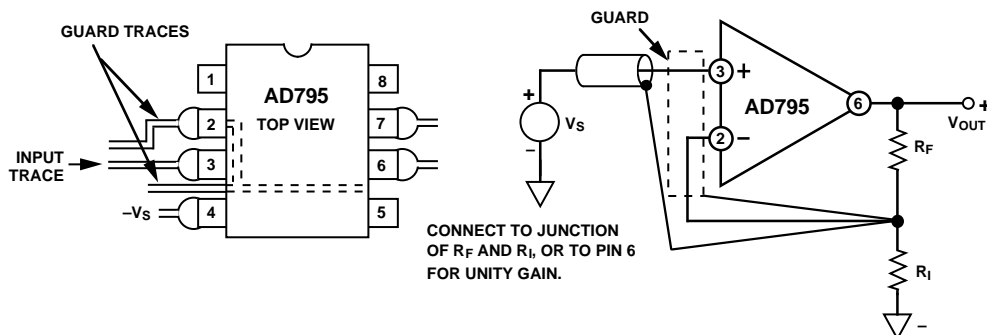 GUARD TRACES
1
8
AD795
TOP VIEW
2
7
INPUT
TRACE
3
6
–VS
4
5
GUARD
3
+
AD795
6
2
–
+
VS
–
+
VOUT
RF
RI
–
CONNECT TO JUNCTION
OF RF AND RI, OR TO PIN 6
FOR UNITY GAIN.